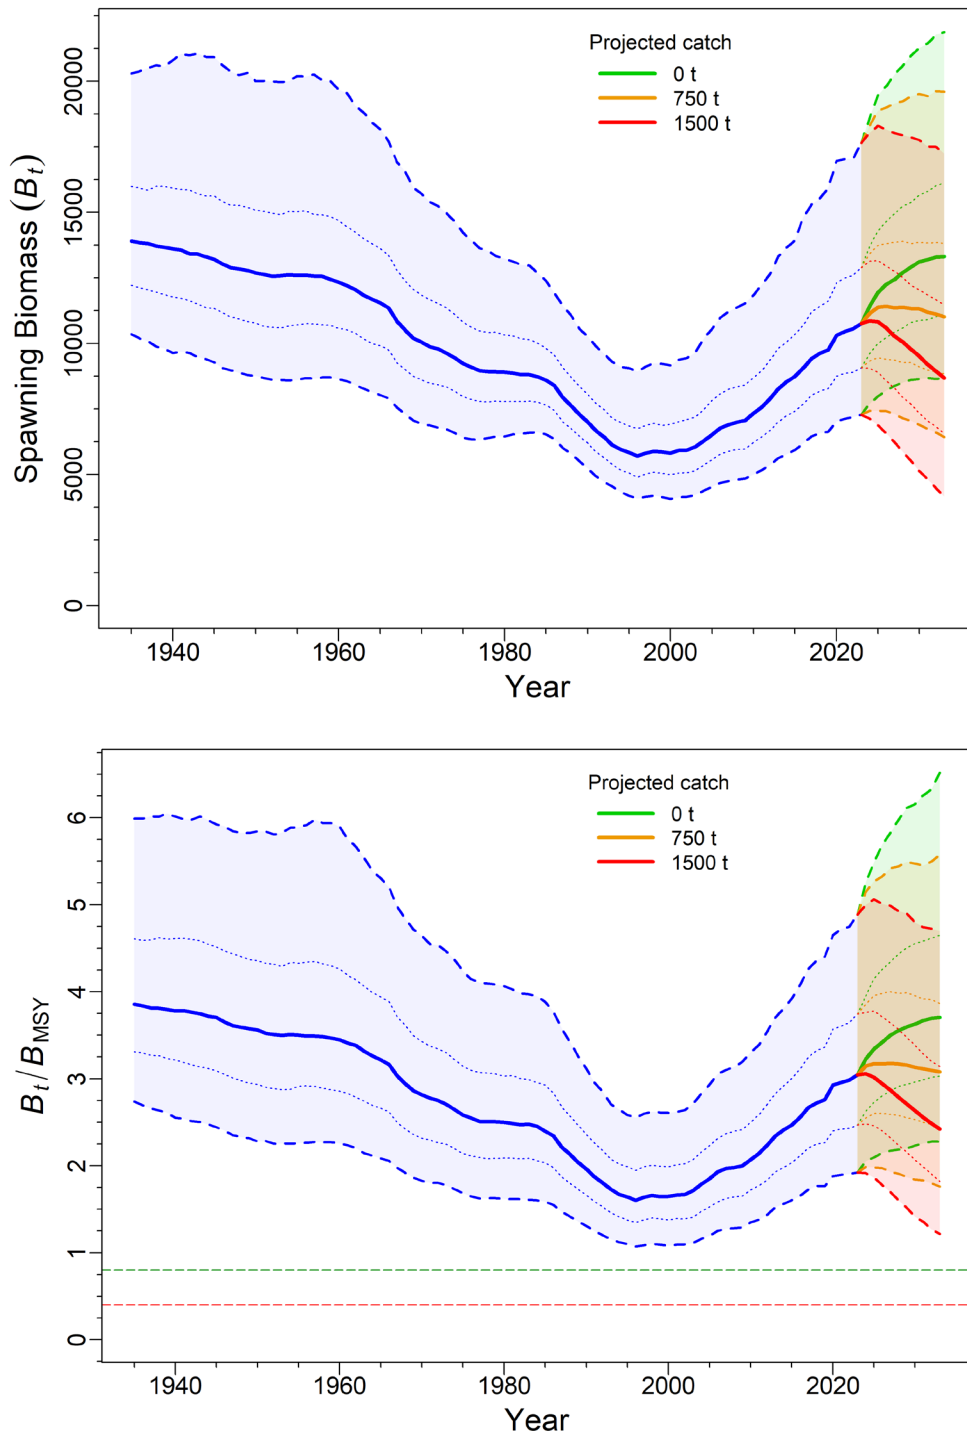 Projected catch
0 t
750 t
1500 t
Spawning Biomass (Bt)
20000
15000
10000
5000
0
1940 1960 1980 2000 2020
Year
Projected catch
0 t
750 t
1500 t
Bt/BMSY
6
5
4
3
2
1
0
1940 1960 1980 2000 2020
Year